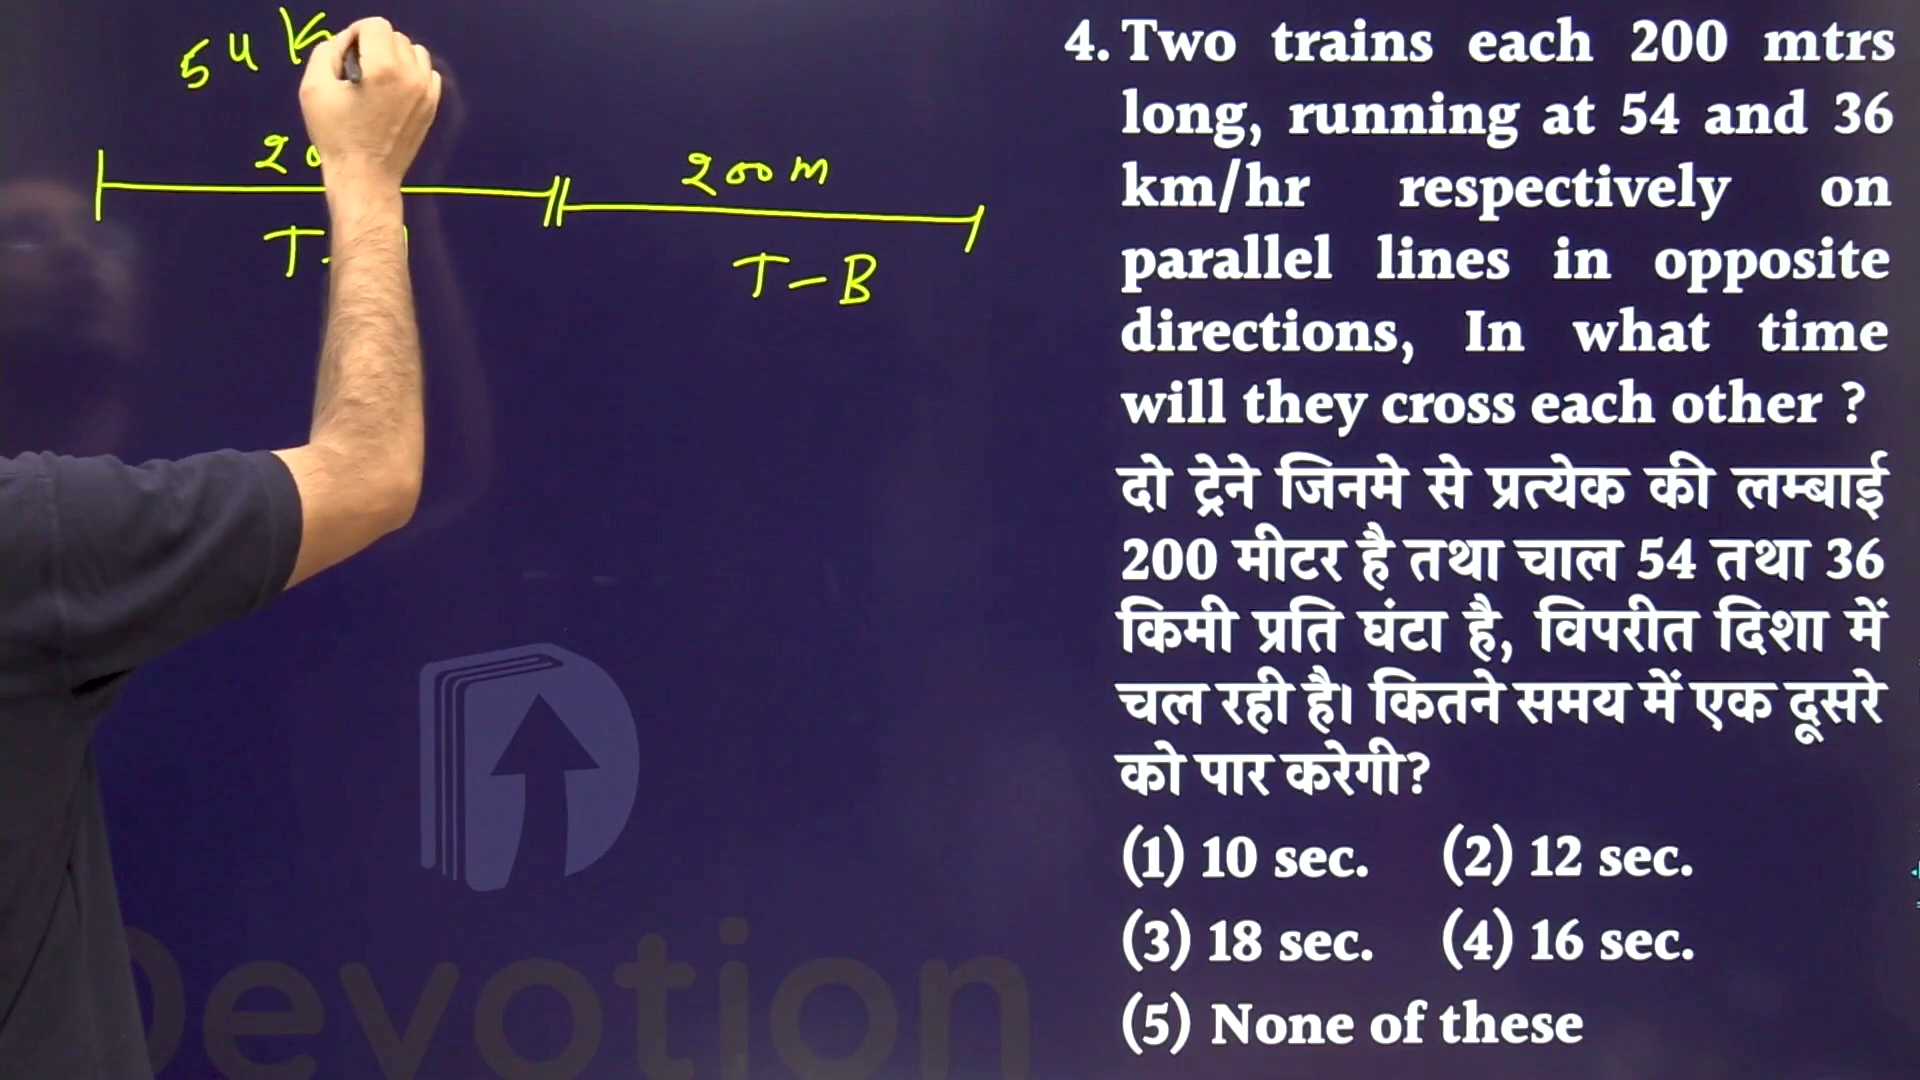 54 K
200m
T-B
4. Two trains each 200 mtrs
long, running at 54 and 36
km/hr respectively on
parallel lines in opposite
directions, In what time
will they cross each other ?
दो ट्रेने जिनमे से प्रत्येक की लम्बाई
200 मीटर है तथा चाल 54 तथा 36
किमी प्रति घंटा है, विपरीत दिशा में
चल रही है। कितने समय में एक दूसरे
को पार करेगी?
(1) 10 sec. (2) 12 sec.
(3) 18 sec. (4) 16 sec.
(5) None of these
Devotion